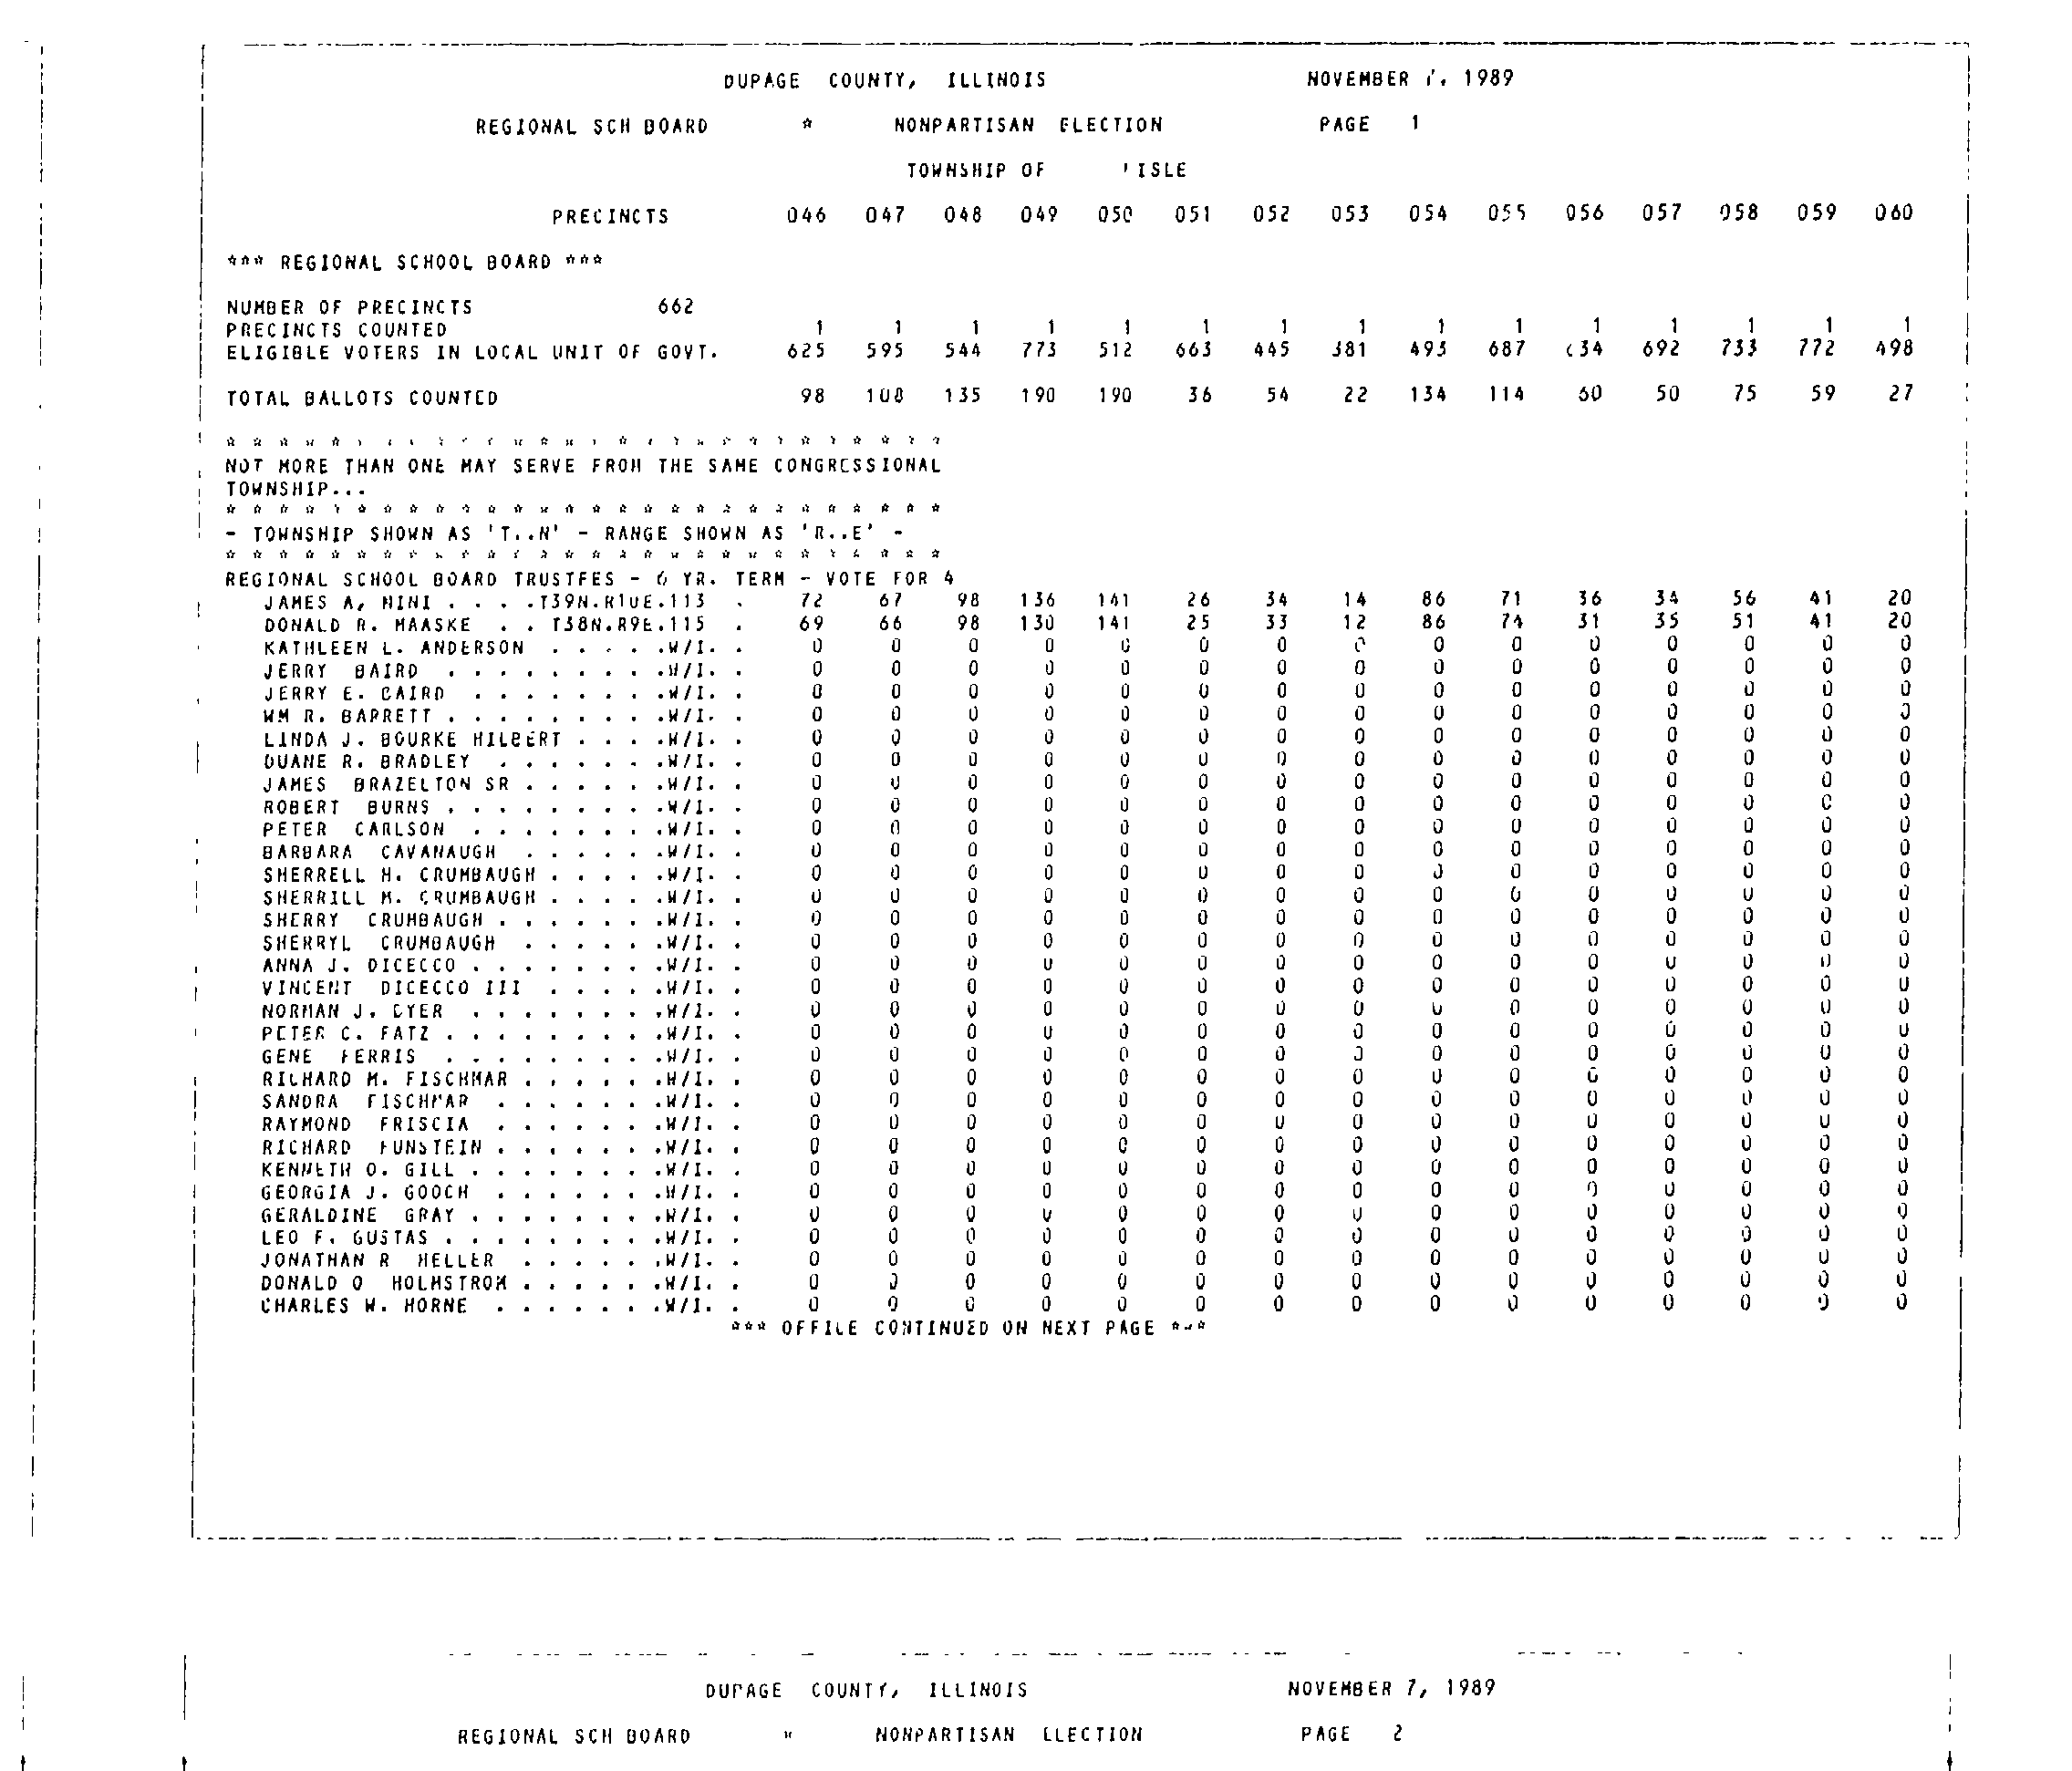 DUPAGE COUNTY, ILLINOIS NOVEMBER 7, 1989
REGIONAL SCH BOARD * NONPARTISAN ELECTION PAGE 1
TOWNSHIP OF 'ISLE
PRECINCTS 046 047 048 049 050 051 052 053 054 055 056 057 058 059 060
*** REGIONAL SCHOOL BOARD ***
NUMBER OF PRECINCTS 662
PRECINCTS COUNTED 1 1 1 1 1 1 1 1 1 1 1 1 1 1 1
ELIGIBLE VOTERS IN LOCAL UNIT OF GOVT. 625 595 544 773 512 663 445 381 493 687 634 692 733 772 498
TOTAL BALLOTS COUNTED 98 108 135 190 190 36 54 22 134 114 60 50 75 59 27
* * * * * * * * * * * * * * * * * * * * * * * * * * * *
NOT MORE THAN ONE MAY SERVE FROM THE SAME CONGRESSIONAL
TOWNSHIP...
* * * * * * * * * * * * * * * * * * * * * * * * * * * *
- TOWNSHIP SHOWN AS 'T..N' - RANGE SHOWN AS 'R..E' -
* * * * * * * * * * * * * * * * * * * * * * * * * * * *
REGIONAL SCHOOL BOARD TRUSTEES - 6 YR. TERM - VOTE FOR 4
JAMES A, NINI . . . .T39N.R10E.113 . 72 67 98 136 141 26 34 14 86 71 36 34 56 41 20
DONALD R. MAASKE . . T38N.R9E.115 . 69 66 98 130 141 25 33 12 86 74 31 35 51 41 20
KATHLEEN L. ANDERSON . . . . .W/I. . 0 0 0 0 0 0 0 0 0 0 0 0 0 0 0
JERRY BAIRD . . . . . . . . .W/I. . 0 0 0 0 0 0 0 0 0 0 0 0 0 0 0
JERRY E. BAIRD . . . . . . . .W/I. . 0 0 0 0 0 0 0 0 0 0 0 0 0 0 0
WM R. BARRETT . . . . . . . . .W/I. . 0 0 0 0 0 0 0 0 0 0 0 0 0 0 0
LINDA J. BOURKE HILBERT . . . .W/I. . 0 0 0 0 0 0 0 0 0 0 0 0 0 0 0
DUANE R. BRADLEY . . . . . . .W/I. . 0 0 0 0 0 0 0 0 0 0 0 0 0 0 0
JAMES BRAZELTON SR . . . . . .W/I. . 0 0 0 0 0 0 0 0 0 0 0 0 0 0 0
ROBERT BURNS . . . . . . . . .W/I. . 0 0 0 0 0 0 0 0 0 0 0 0 0 0 0
PETER CARLSON . . . . . . . .W/I. . 0 0 0 0 0 0 0 0 0 0 0 0 0 0 0
BARBARA CAVANAUGH . . . . . .W/I. . 0 0 0 0 0 0 0 0 0 0 0 0 0 0 0
SHERRELL H. CRUMBAUGH . . . . .W/I. . 0 0 0 0 0 0 0 0 0 0 0 0 0 0 0
SHERRILL M. CRUMBAUGH . . . . .W/I. . 0 0 0 0 0 0 0 0 0 0 0 0 0 0 0
SHERRY CRUMBAUGH . . . . . . .W/I. . 0 0 0 0 0 0 0 0 0 0 0 0 0 0 0
SHERRYL CRUMBAUGH . . . . . .W/I. . 0 0 0 0 0 0 0 0 0 0 0 0 0 0 0
ANNA J. DICECCO . . . . . . . .W/I. . 0 0 0 0 0 0 0 0 0 0 0 0 0 0 0
VINCENT DICECCO III . . . . .W/I. . 0 0 0 0 0 0 0 0 0 0 0 0 0 0 0
NORMAN J. DYER . . . . . . . .W/I. . 0 0 0 0 0 0 0 0 0 0 0 0 0 0 0
PETER C. FATZ . . . . . . . . .W/I. . 0 0 0 0 0 0 0 0 0 0 0 0 0 0 0
GENE FERRIS . . . . . . . . .W/I. . 0 0 0 0 0 0 0 0 0 0 0 0 0 0 0
RICHARD M. FISCHMAR . . . . . .W/I. . 0 0 0 0 0 0 0 0 0 0 0 0 0 0 0
SANDRA FISCHMAR . . . . . . .W/I. . 0 0 0 0 0 0 0 0 0 0 0 0 0 0 0
RAYMOND FRISCIA . . . . . . .W/I. . 0 0 0 0 0 0 0 0 0 0 0 0 0 0 0
RICHARD FUNSTEIN . . . . . . .W/I. . 0 0 0 0 0 0 0 0 0 0 0 0 0 0 0
KENNETH O. GILL . . . . . . . .W/I. . 0 0 0 0 0 0 0 0 0 0 0 0 0 0 0
GEORGIA J. GOOCH . . . . . . .W/I. . 0 0 0 0 0 0 0 0 0 0 0 0 0 0 0
GERALDINE GRAY . . . . . . . .W/I. . 0 0 0 0 0 0 0 0 0 0 0 0 0 0 0
LEO F. GUSTAS . . . . . . . . .W/I. . 0 0 0 0 0 0 0 0 0 0 0 0 0 0 0
JONATHAN R HELLER . . . . . .W/I. . 0 0 0 0 0 0 0 0 0 0 0 0 0 0 0
DONALD O HOLMSTROM . . . . . .W/I. . 0 0 0 0 0 0 0 0 0 0 0 0 0 0 0
CHARLES W. HORNE . . . . . . .W/I. . 0 0 0 0 0 0 0 0 0 0 0 0 0 0 0
*** OFFICE CONTINUED ON NEXT PAGE ***
DUPAGE COUNTY, ILLINOIS NOVEMBER 7, 1989
REGIONAL SCH BOARD * NONPARTISAN ELECTION PAGE 2